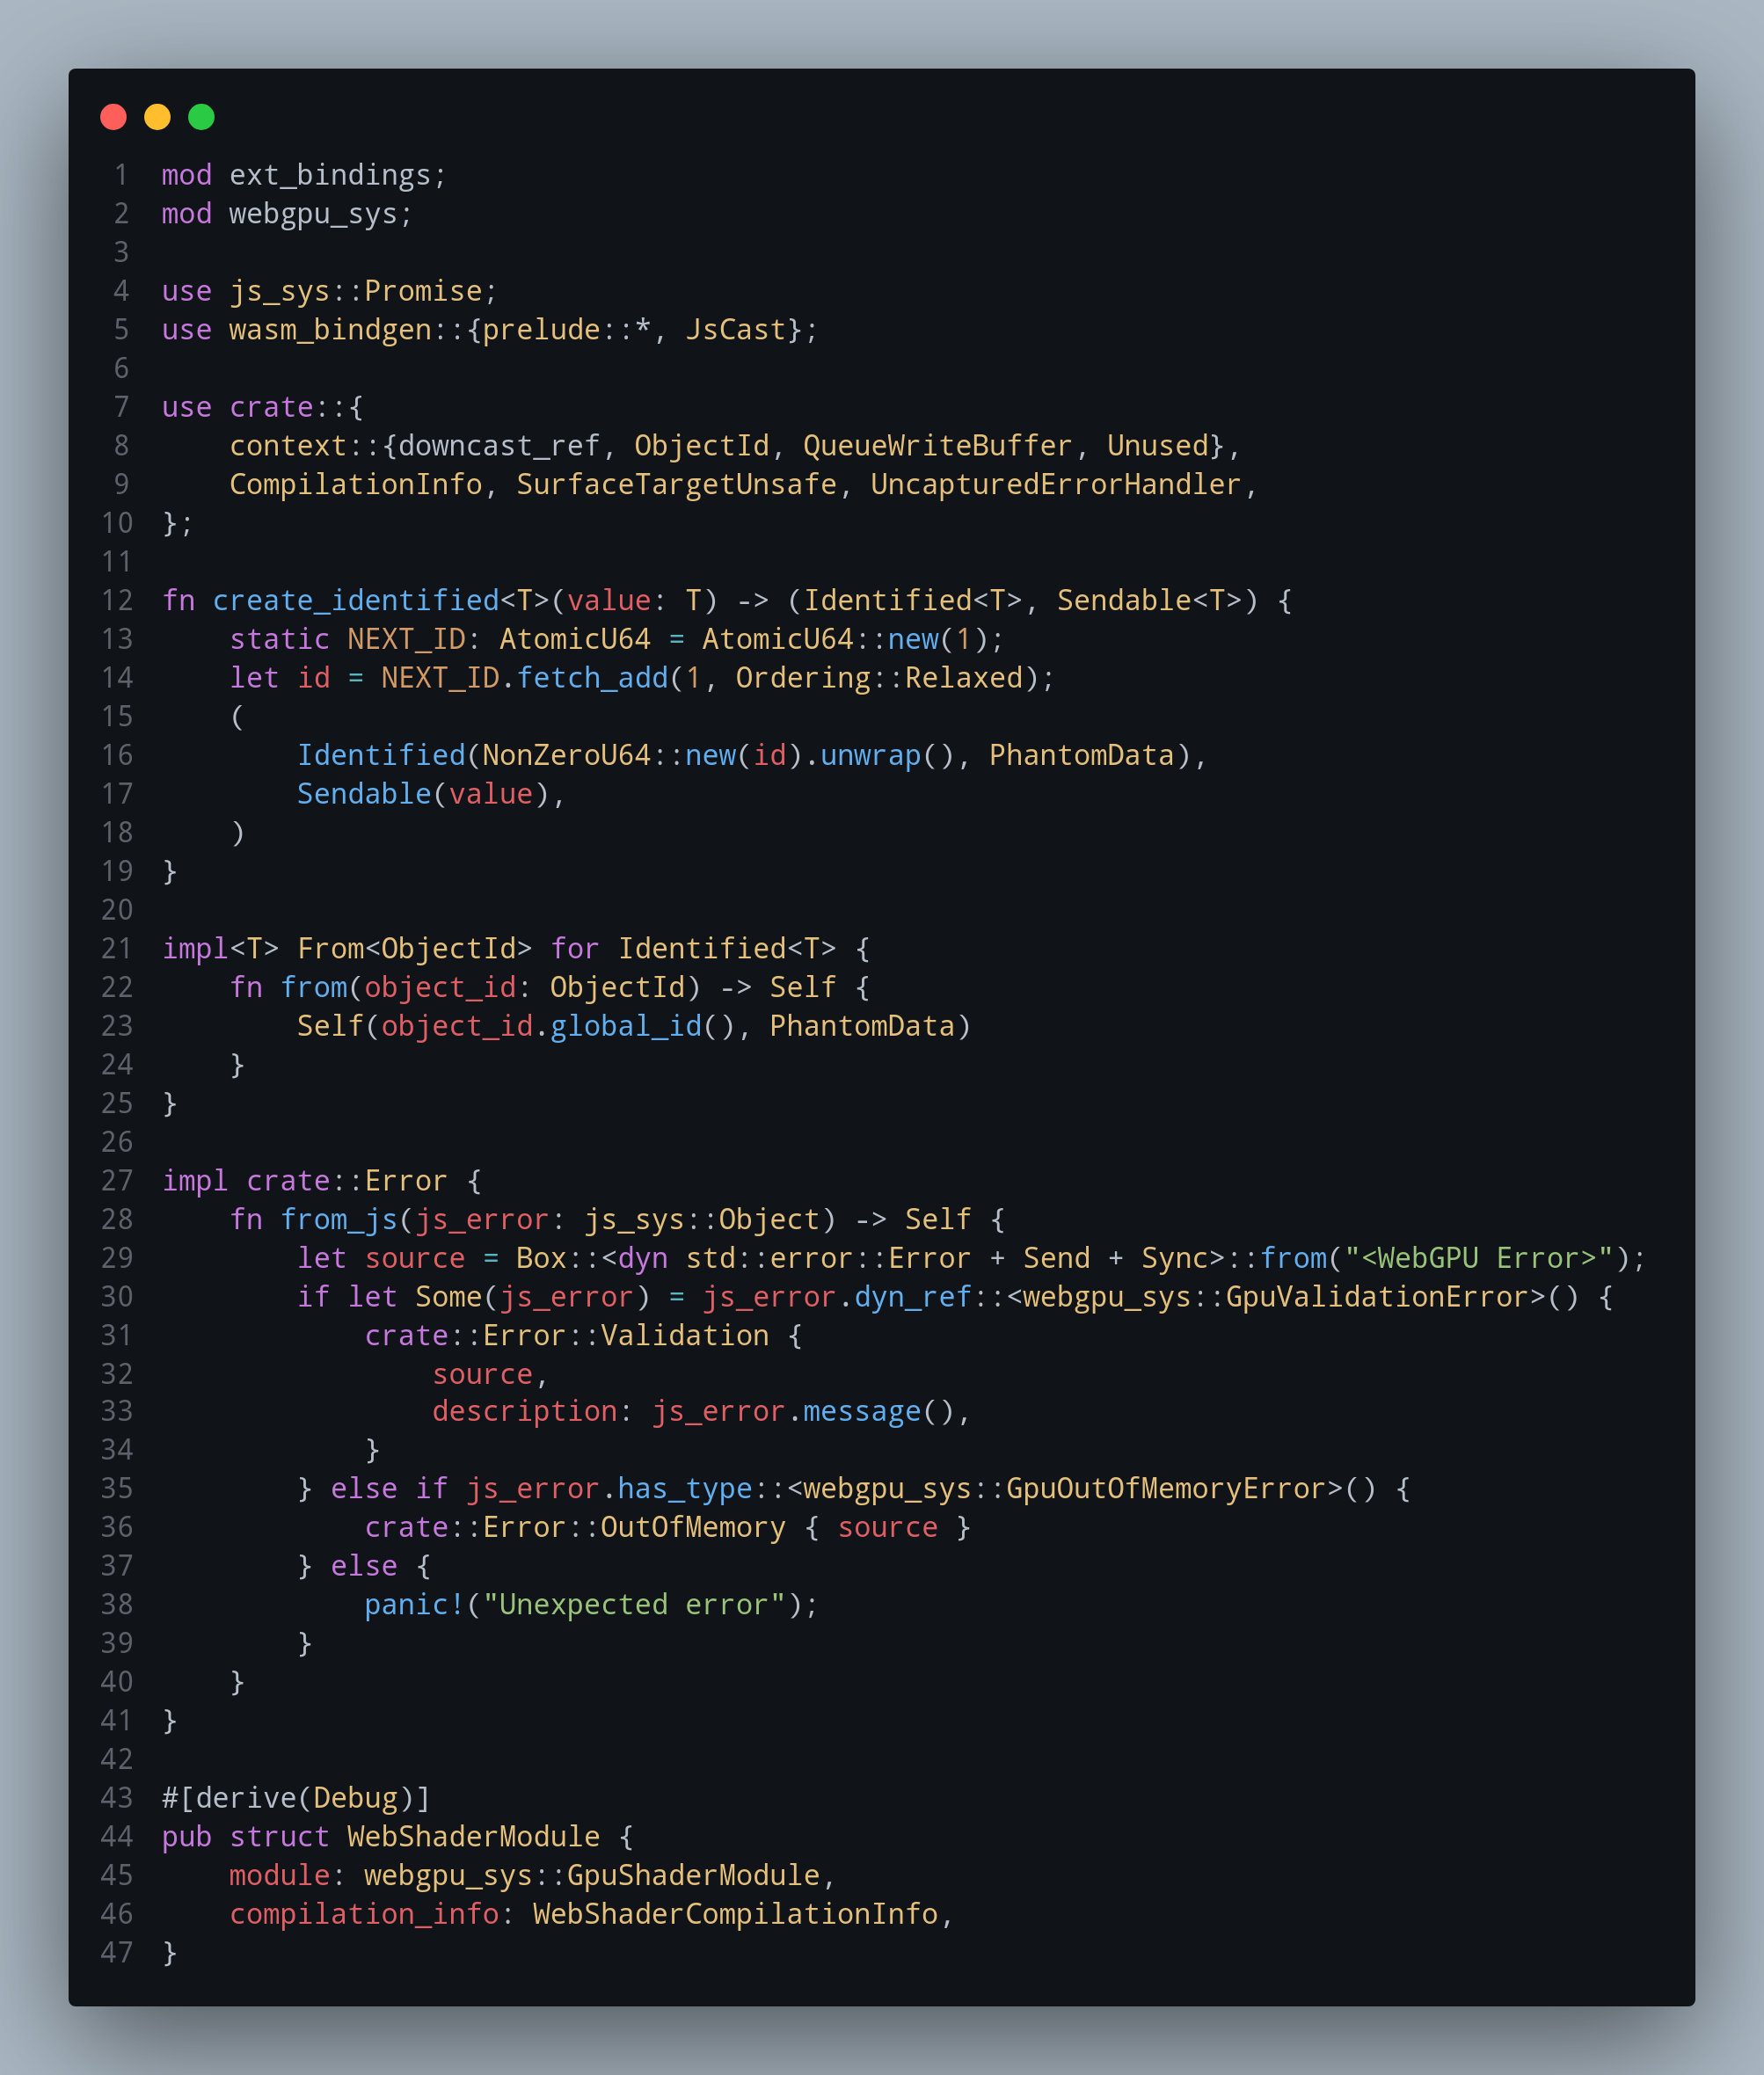 1 mod ext_bindings;
2 mod webgpu_sys;
3
4 use js_sys::Promise;
5 use wasm_bindgen::{prelude::*, JsCast};
6
7 use crate::{
8     context::{downcast_ref, ObjectId, QueueWriteBuffer, Unused},
9     CompilationInfo, SurfaceTargetUnsafe, UncapturedErrorHandler,
10 };
11
12 fn create_identified<T>(value: T) -> (Identified<T>, Sendable<T>) {
13     static NEXT_ID: AtomicU64 = AtomicU64::new(1);
14     let id = NEXT_ID.fetch_add(1, Ordering::Relaxed);
15     (
16         Identified(NonZeroU64::new(id).unwrap(), PhantomData),
17         Sendable(value),
18     )
19 }
20
21 impl<T> From<ObjectId> for Identified<T> {
22     fn from(object_id: ObjectId) -> Self {
23         Self(object_id.global_id(), PhantomData)
24     }
25 }
26
27 impl crate::Error {
28     fn from_js(js_error: js_sys::Object) -> Self {
29         let source = Box::<dyn std::error::Error + Send + Sync>::from("<WebGPU Error>");
30         if let Some(js_error) = js_error.dyn_ref::<webgpu_sys::GpuValidationError>() {
31             crate::Error::Validation {
32                 source,
33                 description: js_error.message(),
34             }
35         } else if js_error.has_type::<webgpu_sys::GpuOutOfMemoryError>() {
36             crate::Error::OutOfMemory { source }
37         } else {
38             panic!("Unexpected error");
39         }
40     }
41 }
42
43 #[derive(Debug)]
44 pub struct WebShaderModule {
45     module: webgpu_sys::GpuShaderModule,
46     compilation_info: WebShaderCompilationInfo,
47 }